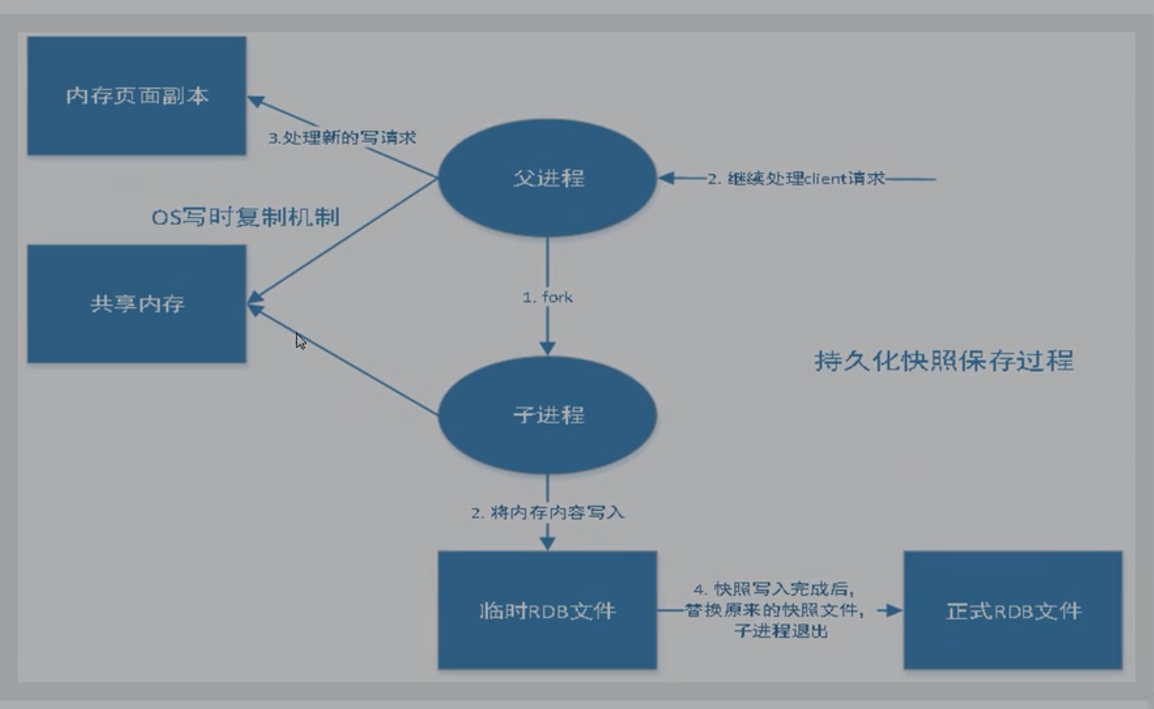 内存页面副本
3.处理新的写请求
父进程
2. 继续处理client请求
OS写时复制机制
共享内存
1. fork
持久化快照保存过程
子进程
2. 将内存内容写入
临时RDB文件
4. 快照写入完成后,
替换原来的快照文件,
子进程退出
正式RDB文件